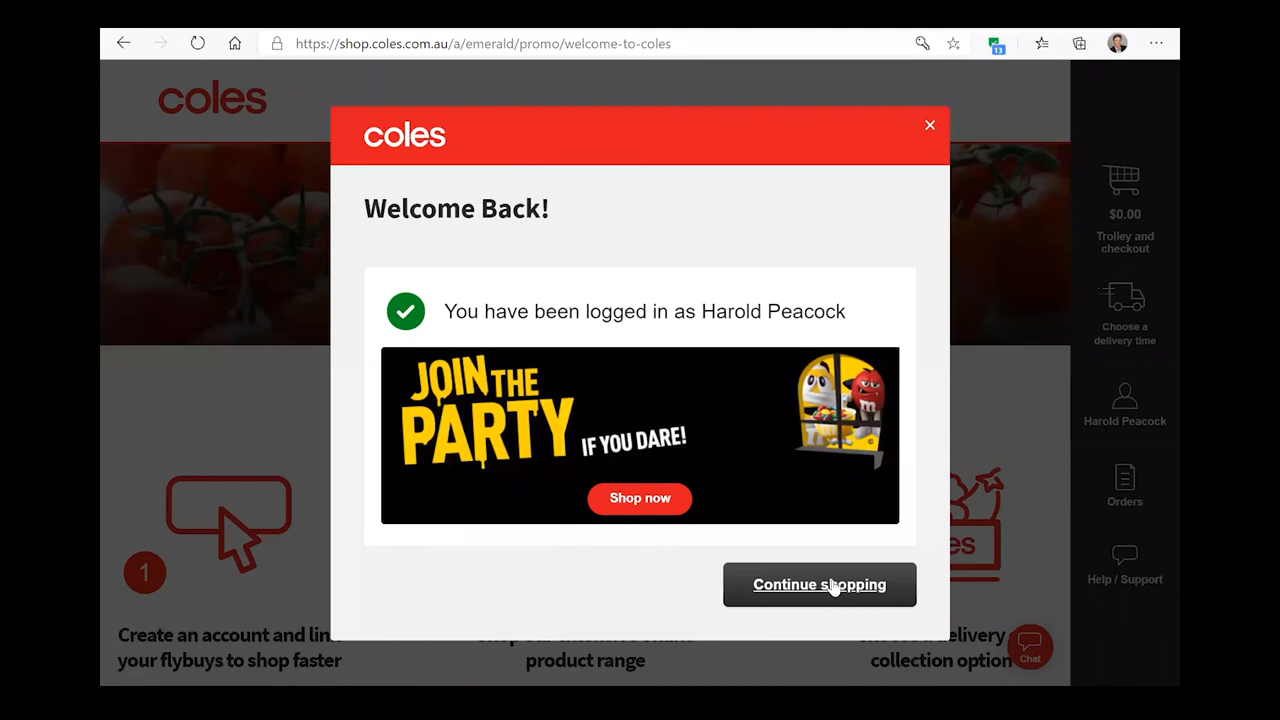 https://shop.coles.com.au/a/emerald/promo/welcome-to-coles
13
coles
coles
Welcome Back!
You have been logged in as Harold Peacock
JOIN THE
PARTY
IF YOU DARE!
Shop now
Continue shopping
$0.00
Trolley and
checkout
Choose a
delivery time
Harold Peacock
Orders
Help / Support
Chat
1
Create an account and
your flybuys to shop faster
product range
delivery
collection option